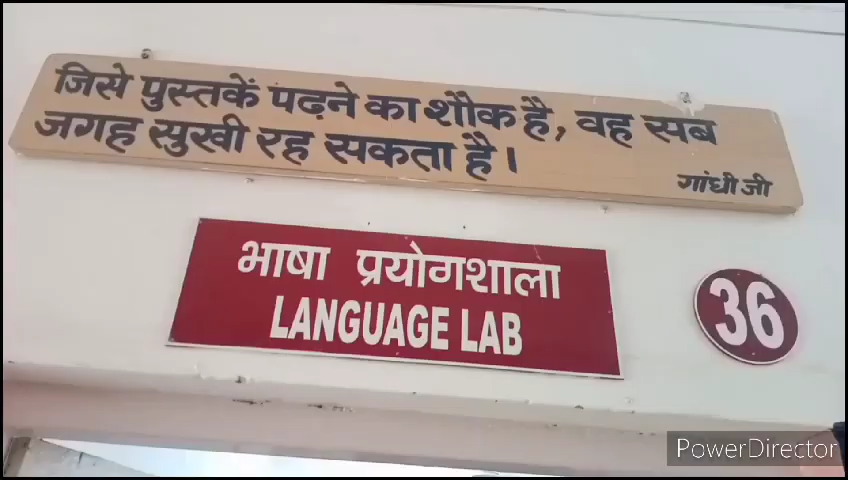 जिसे पुस्तकें पढ़ने का शौक है, वह सब
जगह सुखी रह सकता है।
गांधी जी
भाषा प्रयोगशाला
LANGUAGE LAB
36
PowerDirector